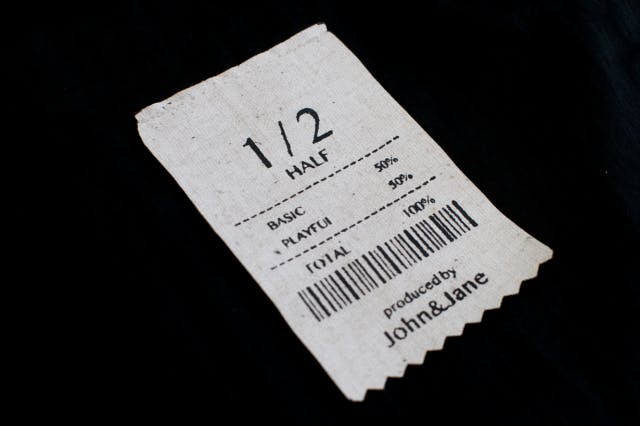 1/2
HALF
BASIC 50%
PLAYFUL 50%
TOTAL 100%
produced by
John&Jane